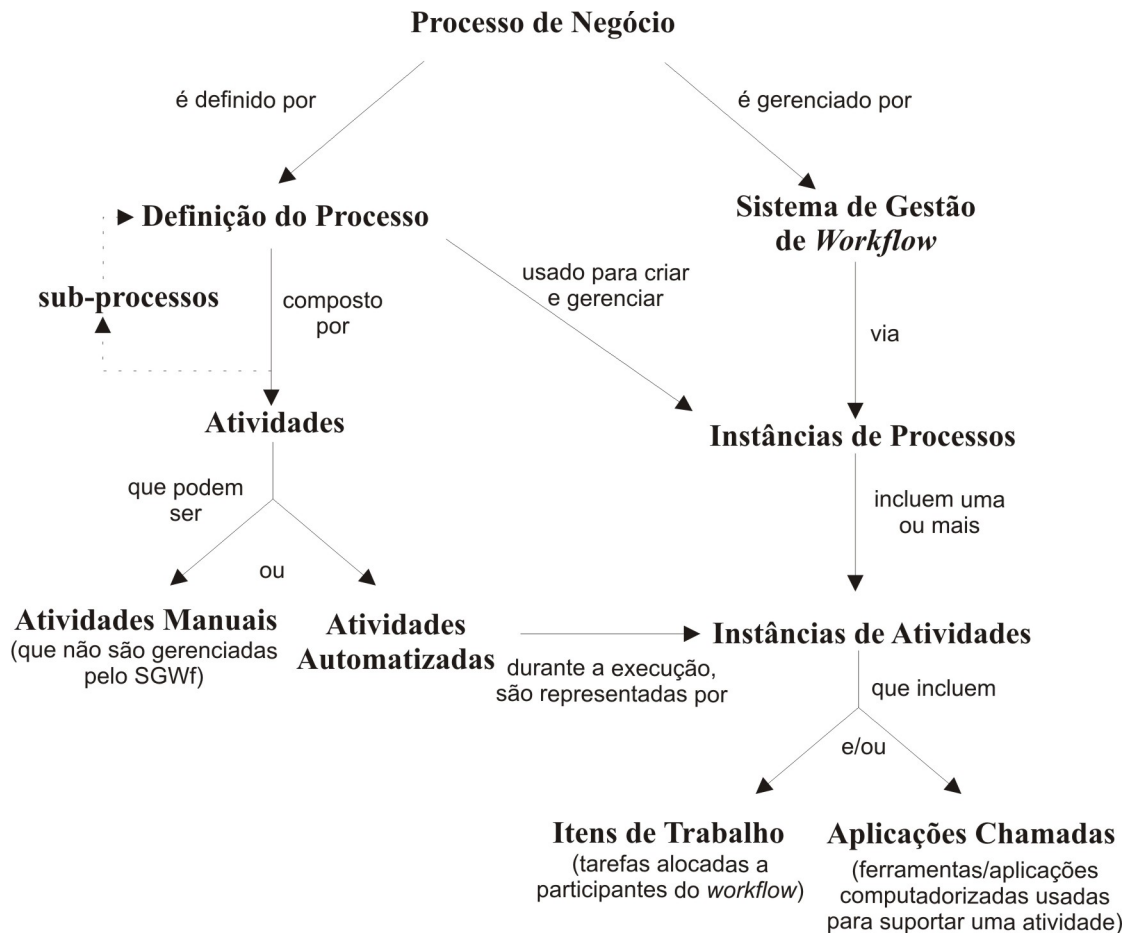 Processo de Negócio
é definido por
é gerenciado por
Definição do Processo
Sistema de Gestão
de Workflow
sub-processos
composto
por
usado para criar
e gerenciar
via
Atividades
Instâncias de Processos
que podem
ser
ou
incluem uma
ou mais
Atividades Manuais
(que não são gerenciadas
pelo SGWf)
Atividades
Automatizadas
durante a execução,
são representadas por
Instâncias de Atividades
que incluem
e/ou
Itens de Trabalho
(tarefas alocadas a
participantes do workflow)
Aplicações Chamadas
(ferramentas/aplicações
computadorizadas usadas
para suportar uma atividade)